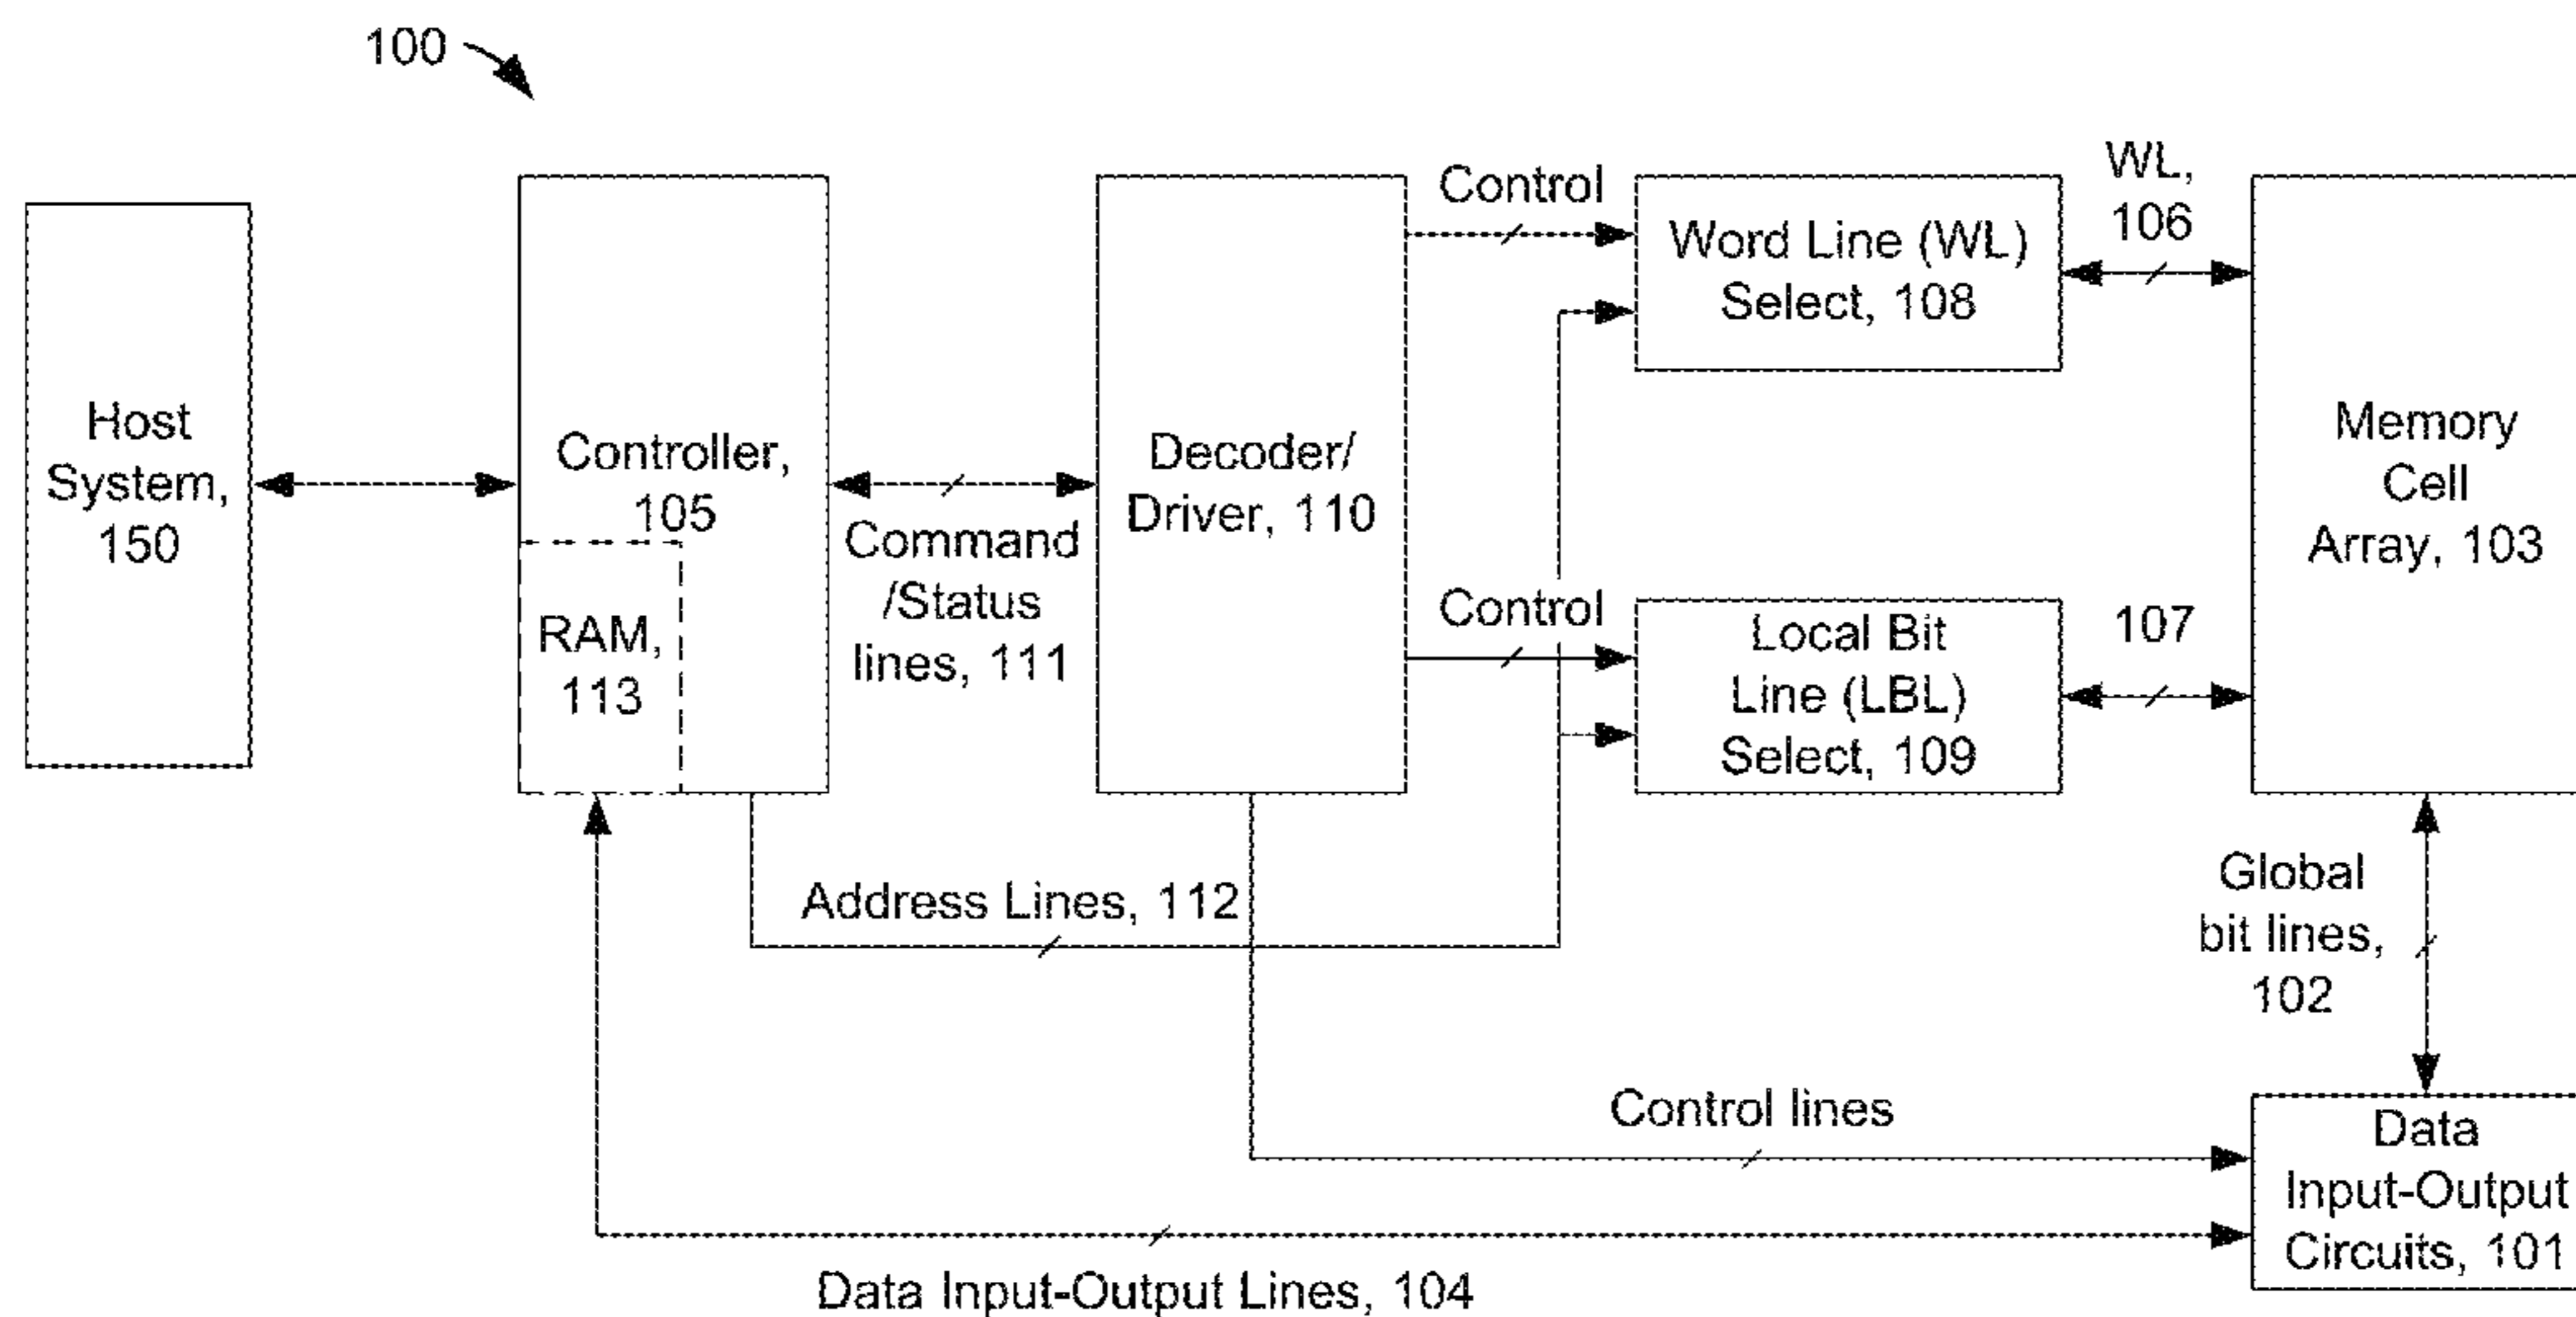 100
Host
System,
150
Controller,
105
RAM,
113
Command
/Status
lines, 111
Decoder/
Driver, 110
Control
Word Line (WL)
Select, 108
WL,
106
Memory
Cell
Array, 103
Control
Local Bit
Line (LBL)
Select, 109
107
Address Lines, 112
Global
bit lines,
102
Control lines
Data
Input-Output
Circuits, 101
Data Input-Output Lines, 104